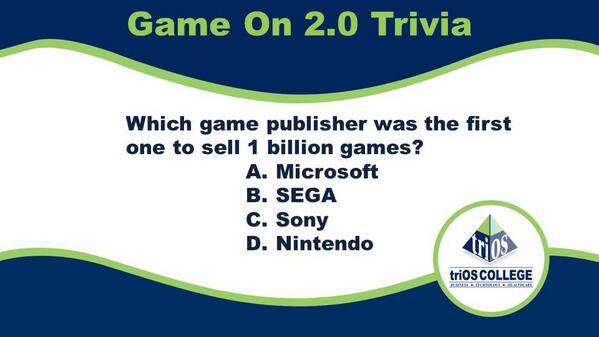 Game On 2.0 Trivia
Which game publisher was the first
one to sell 1 billion games?
A. Microsoft
B. SEGA
C. Sony
D. Nintendo
triOS
triOS COLLEGE
BUSINESS • TECHNOLOGY • HEALTHCARE